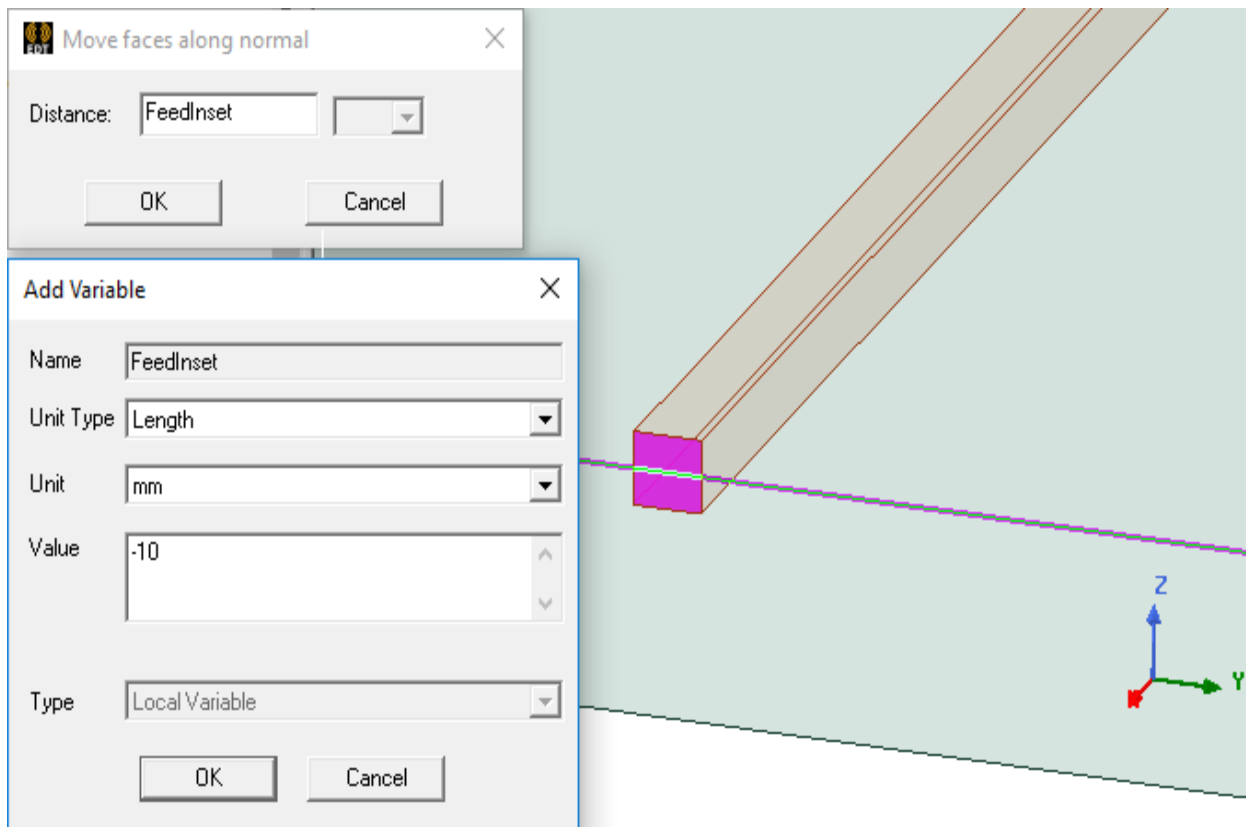 EDT
Move faces along normal
Distance: FeedInset
OK Cancel
Add Variable
Name FeedInset
Unit Type Length
Unit mm
Value -10
Type Local Variable
OK Cancel
Z
Y